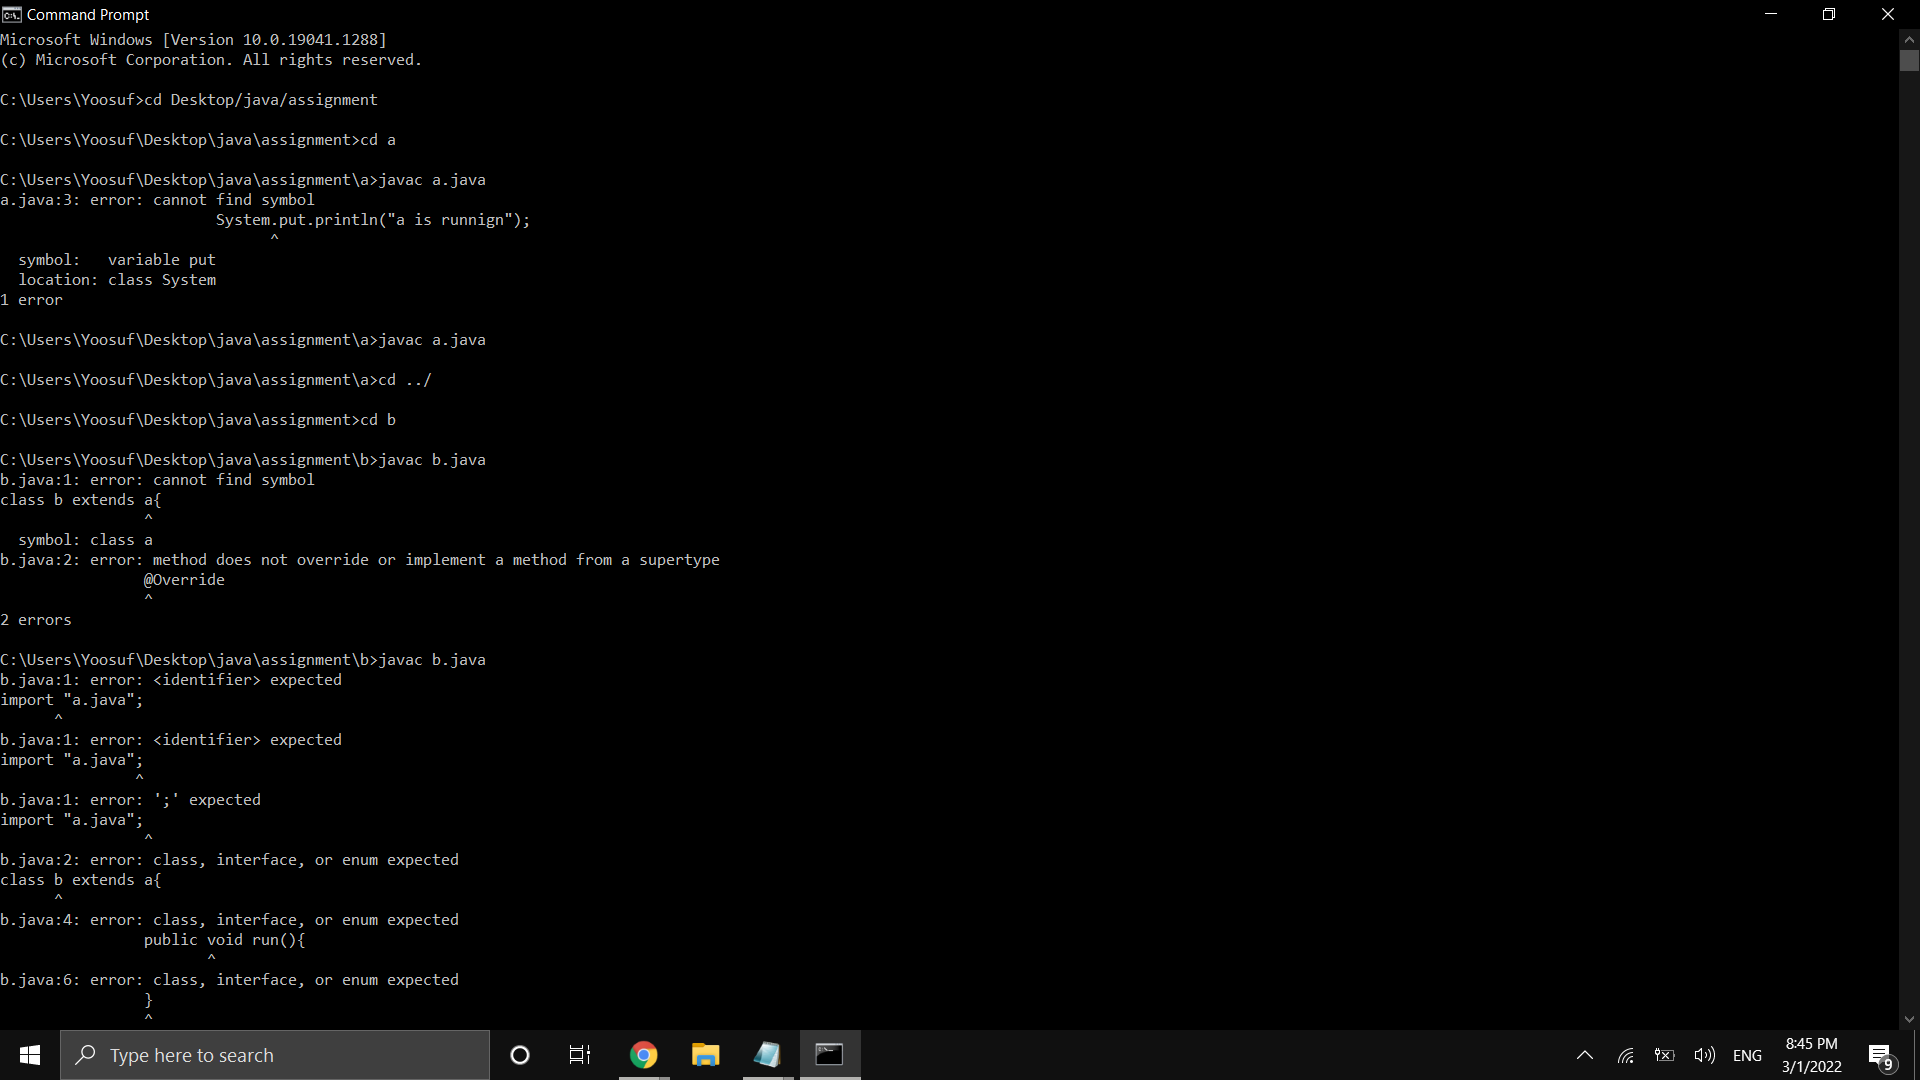 Command Prompt
Microsoft Windows [Version 10.0.19041.1288]
(c) Microsoft Corporation. All rights reserved.
C:\Users\Yoosuf>cd Desktop/java/assignment
C:\Users\Yoosuf\Desktop\java\assignment>cd a
C:\Users\Yoosuf\Desktop\java\assignment\a>javac a.java
a.java:3: error: cannot find symbol
System.put.println("a is runnign");
^
symbol:   variable put
location: class System
1 error
C:\Users\Yoosuf\Desktop\java\assignment\a>javac a.java
C:\Users\Yoosuf\Desktop\java\assignment\a>cd ../
C:\Users\Yoosuf\Desktop\java\assignment>cd b
C:\Users\Yoosuf\Desktop\java\assignment\b>javac b.java
b.java:1: error: cannot find symbol
class b extends a{
^
symbol: class a
b.java:2: error: method does not override or implement a method from a supertype
@Override
^
2 errors
C:\Users\Yoosuf\Desktop\java\assignment\b>javac b.java
b.java:1: error: <identifier> expected
import "a.java";
^
b.java:1: error: <identifier> expected
import "a.java";
^
b.java:1: error: ';' expected
import "a.java";
^
b.java:2: error: class, interface, or enum expected
class b extends a{
^
b.java:4: error: class, interface, or enum expected
public void run(){
^
b.java:6: error: class, interface, or enum expected
}
^
Type here to search
ENG
8:45 PM
3/1/2022
9